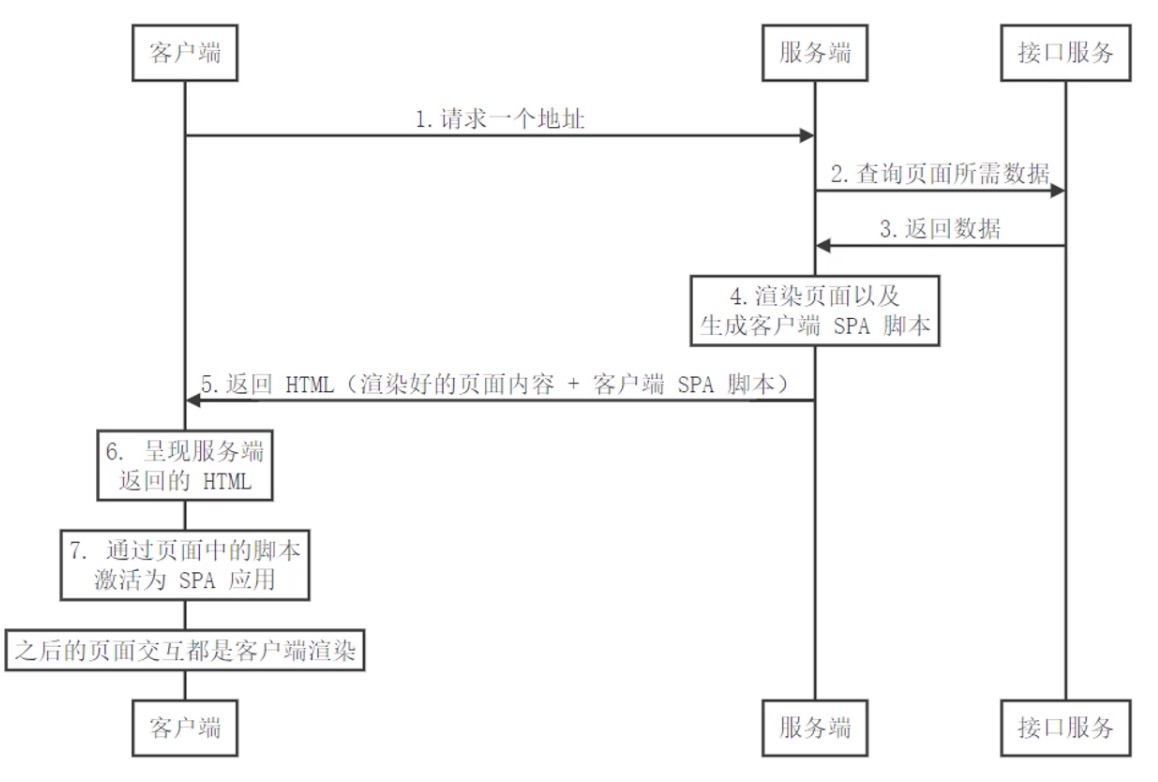 客户端
服务端
接口服务
1.请求一个地址
2.查询页面所需数据
3.返回数据
4.渲染页面以及
生成客户端 SPA 脚本
5.返回 HTML（渲染好的页面内容 + 客户端 SPA 脚本）
6. 呈现服务端
返回的 HTML
7. 通过页面中的脚本
激活为 SPA 应用
之后的页面交互都是客户端渲染
客户端
服务端
接口服务